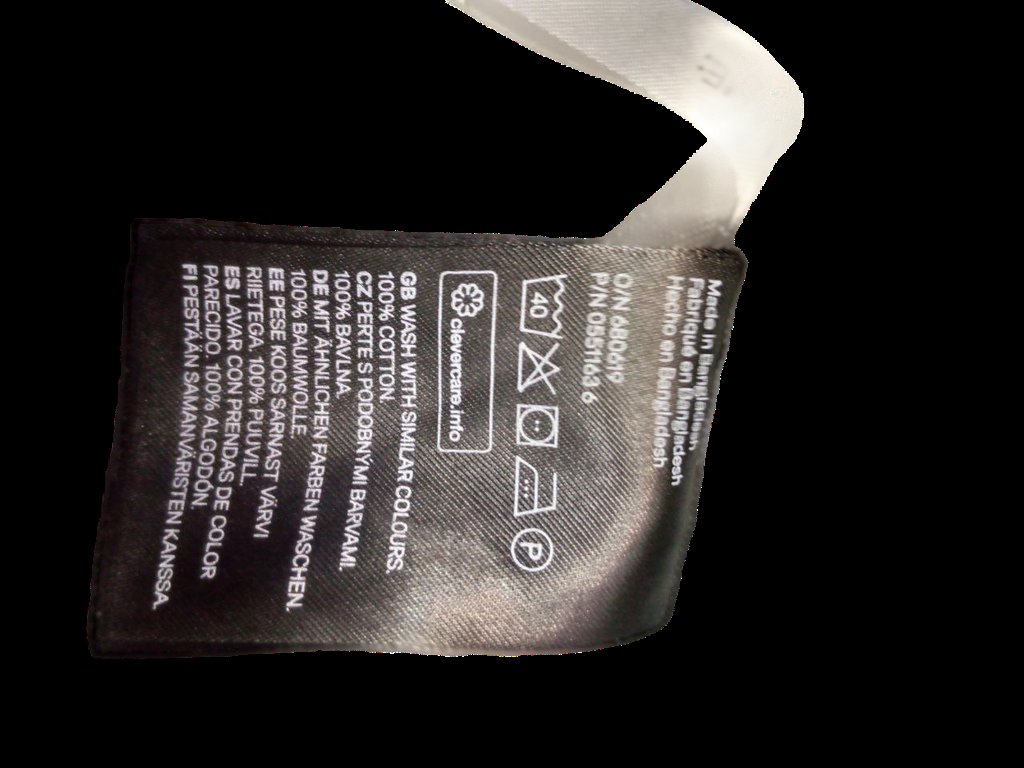 Made in Bangladesh
Fabriqué en Bangladesh
Hecho en Bangladesh
O/N 680619
P/N 0551163 6
40
P
clevercare.info
GB WASH WITH SIMILAR COLOURS.
100% COTTON.
CZ PERTE S PODOBNÝMI BARVAMI.
100% BAVLNA.
DE MIT ÄHNLICHEN FARBEN WASCHEN.
100% BAUMWOLLE.
EE PESE KOOS SARNAST VÄRVI
RIIETEGA. 100% PUUVILL.
ES LAVAR CON PRENDAS DE COLOR
PARECIDO. 100% ALGODÓN.
FI PESTÄÄN SAMANVÄRISTEN KANSSA.